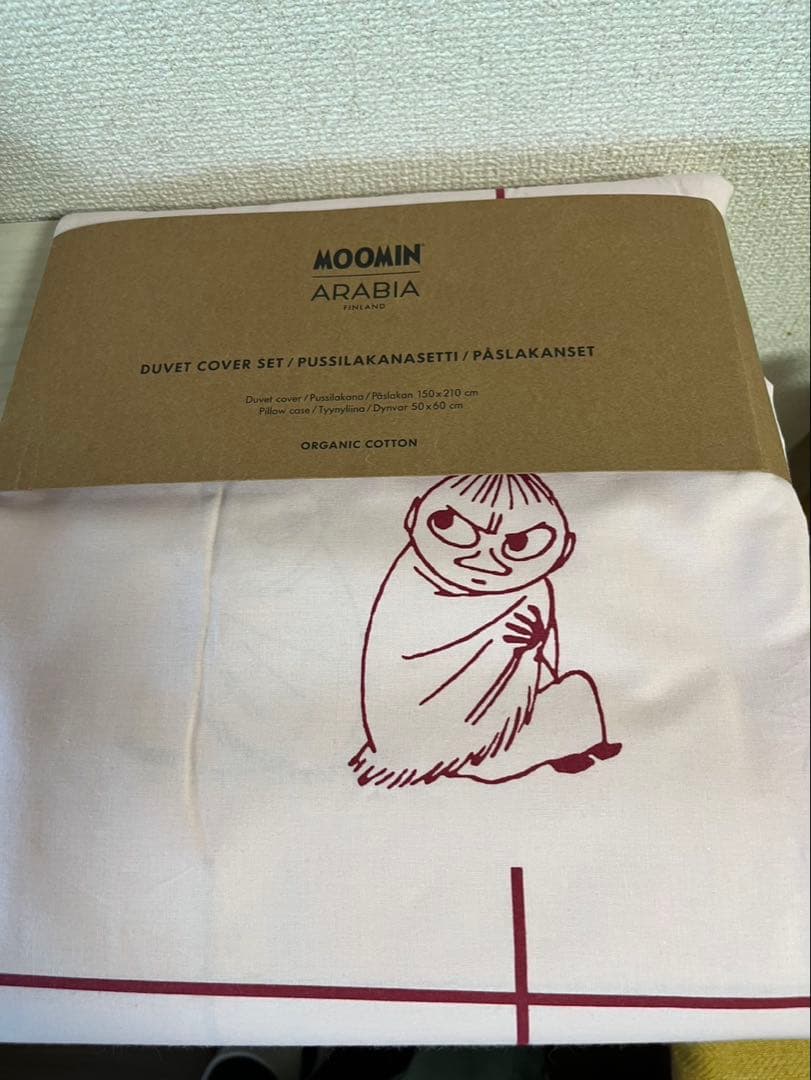 MOOMIN
ARABIA
FINLAND
DUVET COVER SET / PUSSILAKANASETTI / PÅSLAKANSET
Duvet cover / Pussilakana / Påslakan 150 x 210 cm
Pillow case / Tyynyliina / Dynvar 50 x 60 cm
ORGANIC COTTON